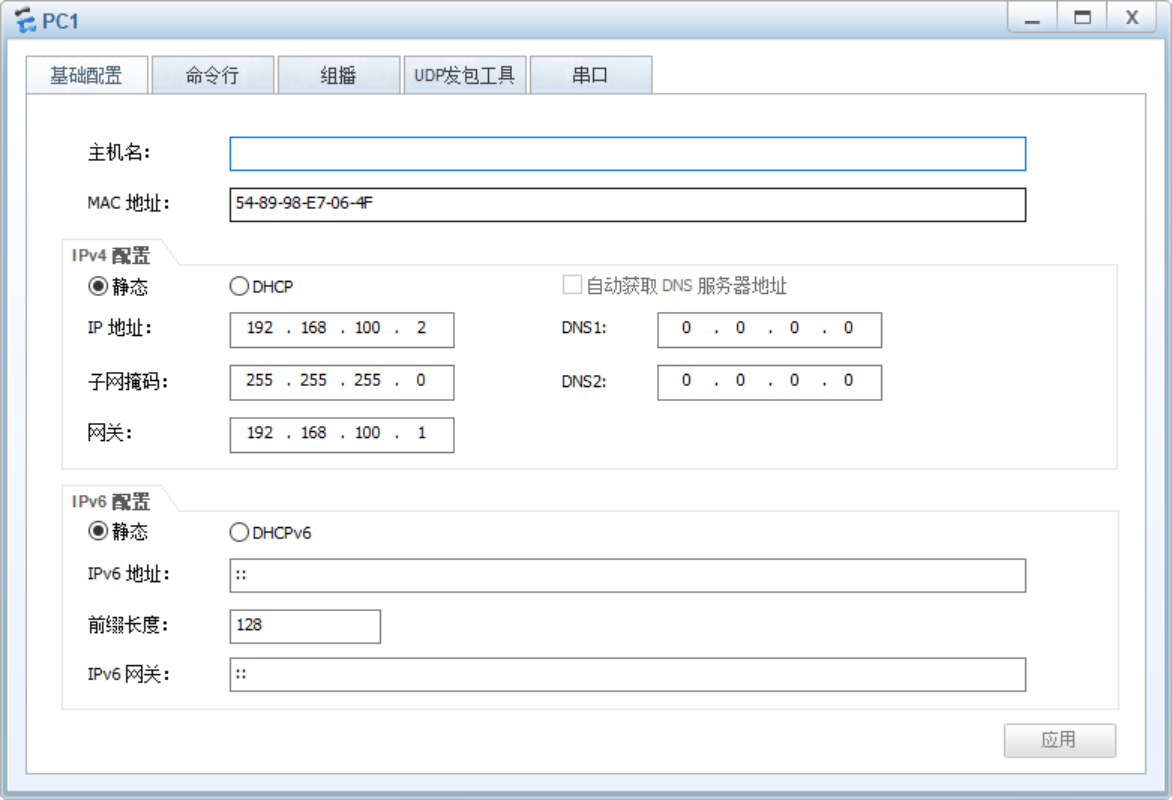 PC1
基础配置 命令行 组播 UDP发包工具 串口
主机名：
MAC 地址： 54-89-98-E7-06-4F
IPv4 配置
静态 DHCP 自动获取 DNS 服务器地址
IP 地址： 192 . 168 . 100 . 2 DNS1: 0 . 0 . 0 . 0
子网掩码： 255 . 255 . 255 . 0 DNS2: 0 . 0 . 0 . 0
网关： 192 . 168 . 100 . 1
IPv6 配置
静态 DHCPv6
IPv6 地址： ::
前缀长度： 128
IPv6 网关： ::
应用